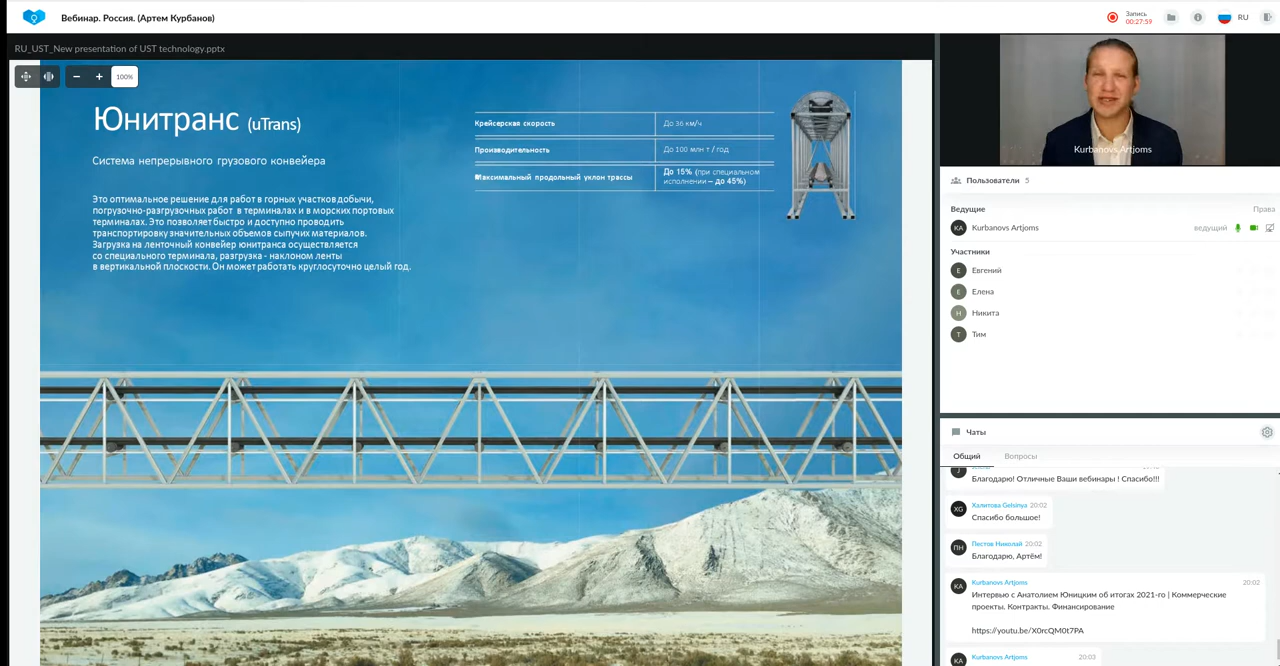 Вебинар. Россия. (Артем Курбанов)
Запись
00:27:59
RU
RU_UST_New presentation of UST technology.pptx
100%
Юнитранс (uTrans)
Система непрерывного грузового конвейера
Это оптимальное решение для работ в горных участков добычи,
погрузочно-разгрузочных работ в терминалах и в морских портовых
терминалах. Это позволяет быстро и доступно проводить
транспортировку значительных объемов сыпучих материалов.
Загрузка на ленточный конвейер юнитранса осуществляется
со специального терминала, разгрузка - наклоном ленты
в вертикальной плоскости. Он может работать круглосуточно целый год.
Крейсерская скорость До 36 км/ч
Производительность До 100 млн т / год
Максимальный продольный уклон трассы До 15% (при специальном
исполнении – до 45%)
Kurbanovs Artjoms
Пользователи 5
Ведущие Права
KA Kurbanovs Artjoms ведущий
Участники
Е Евгений
Е Елена
Н Никита
Т Тим
Чаты
Общий Вопросы
Благодарю! Отличные Ваши вебинары ! Спасибо!!!
XG Халитова Gelsinya 20:02
Спасибо большое!
ПН Пестов Николай 20:02
Благодарю, Артём!
KA Kurbanovs Artjoms 20:02
Интервью с Анатолием Юницким об итогах 2021-го | Коммерческие
проекты. Контракты. Финансирование
https://youtu.be/X0rcQM0t7PA
KA Kurbanovs Artjoms 20:03